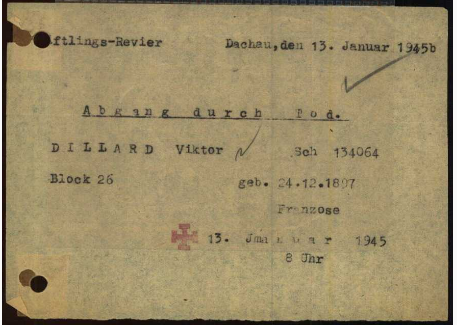 ftlings-Revier Dachau,den 13. Januar 1945b
Abgang durch Tod.
DILLARD Viktor Sch 134064
Block 26 geb. 24.12.1897
Franzose
13. Januar 1945
8 Uhr